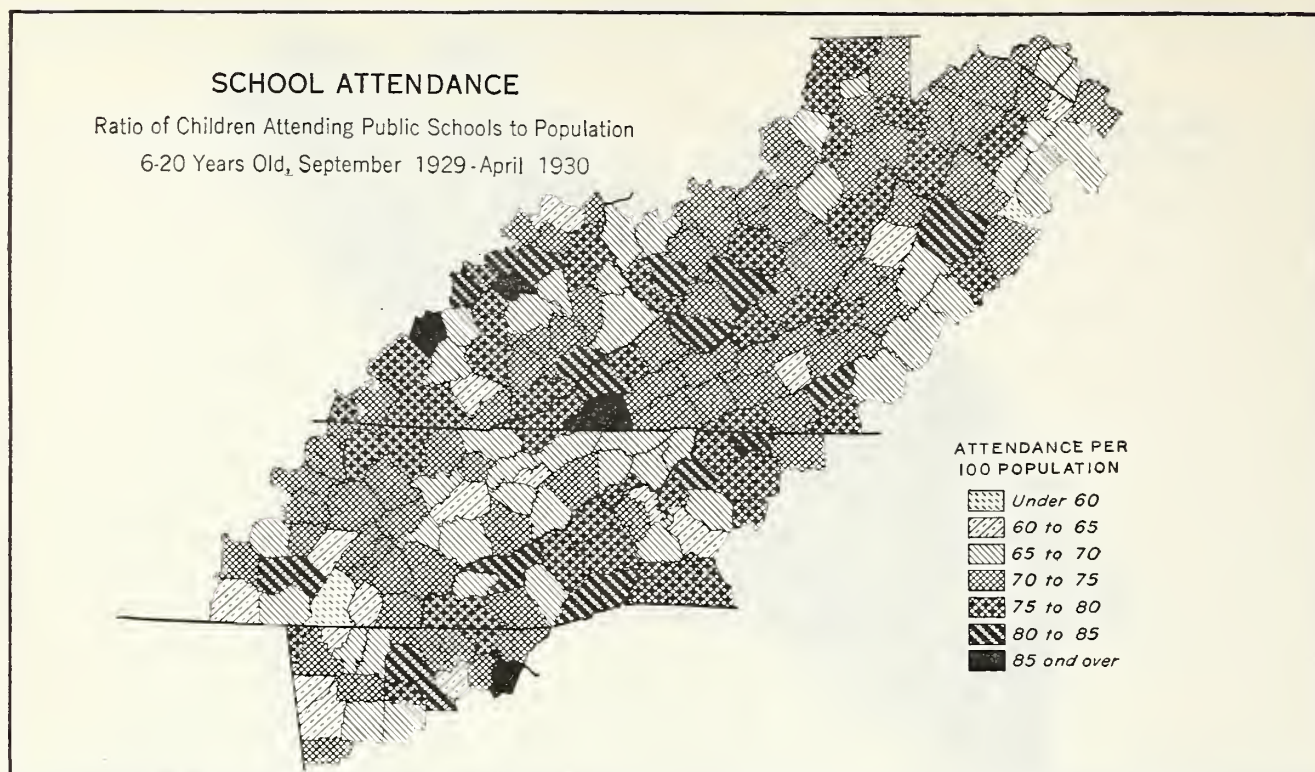 SCHOOL ATTENDANCE
Ratio of Children Attending Public Schools to Population
6-20 Years Old, September 1929-April 1930
ATTENDANCE PER
100 POPULATION
Under 60
60 to 65
65 to 70
70 to 75
75 to 80
80 to 85
85 and over